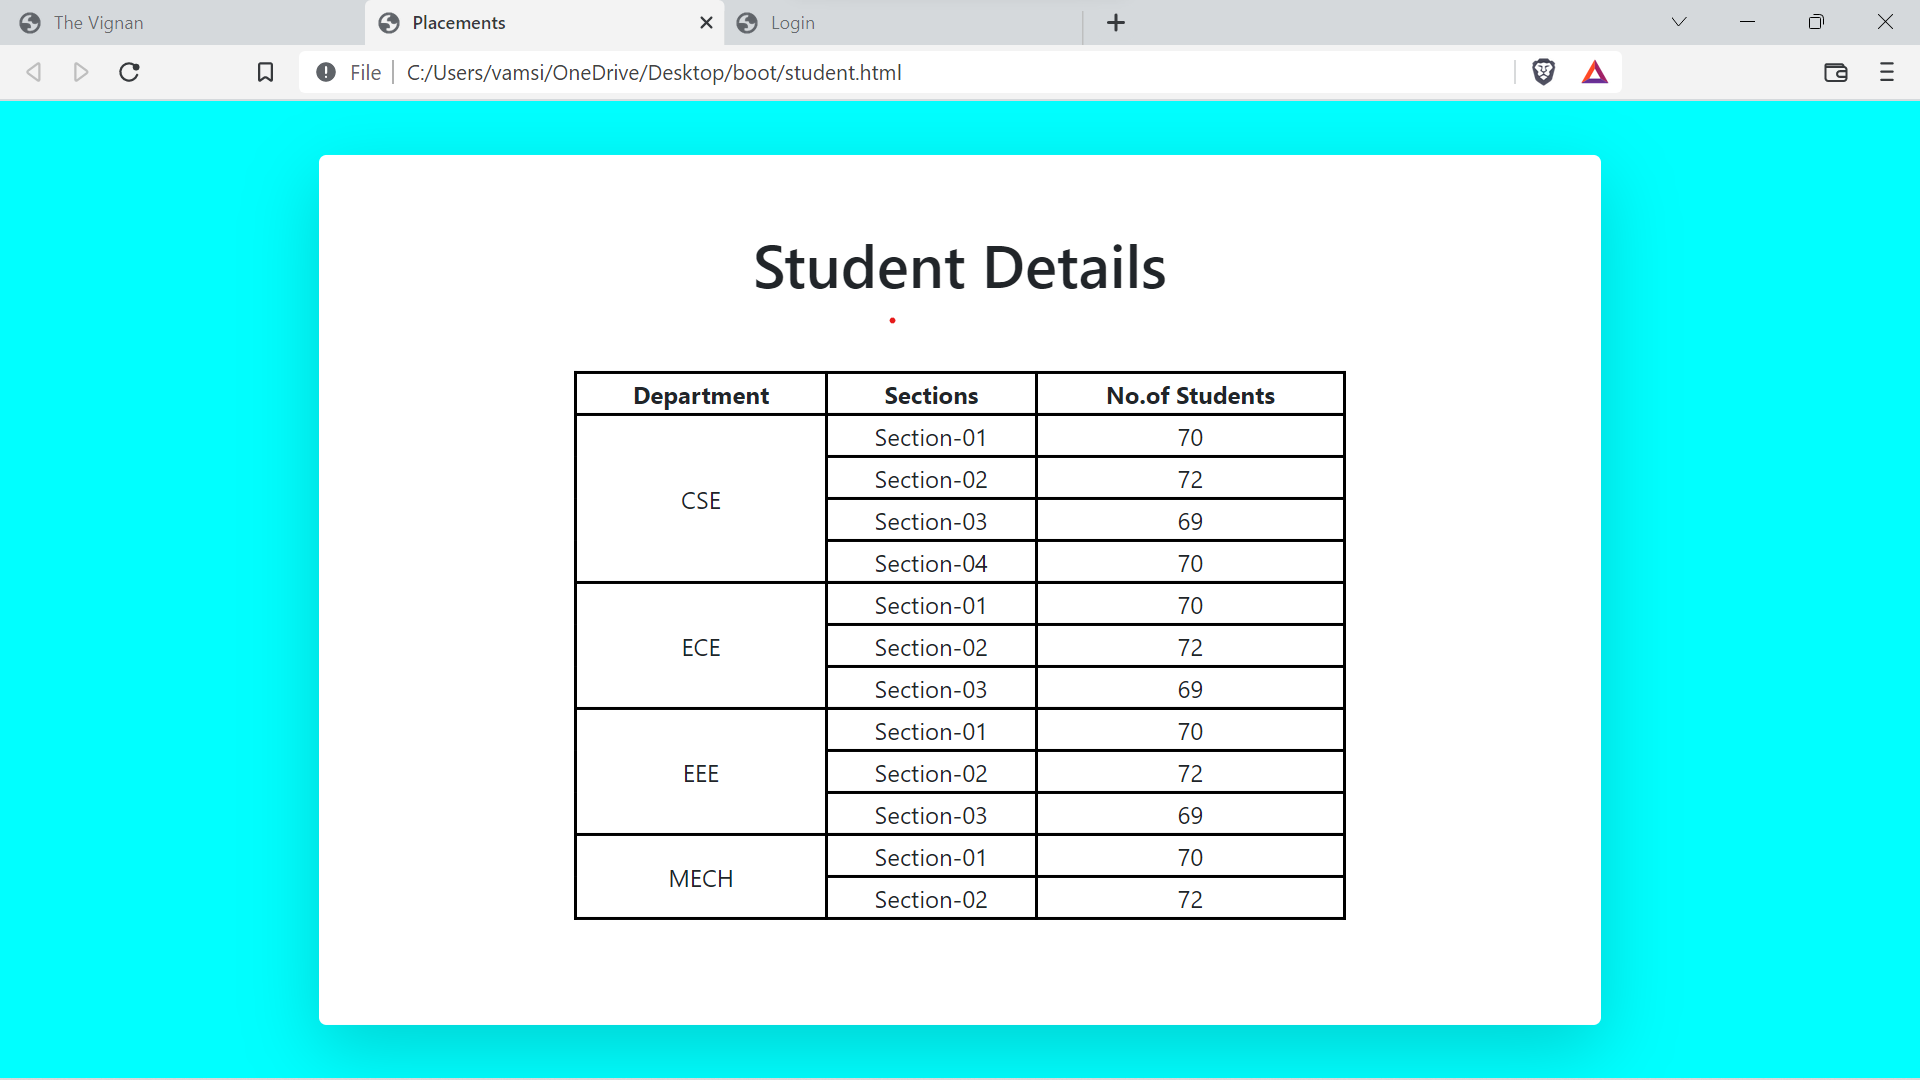 The Vignan
Placements
Login
File
C:/Users/vamsi/OneDrive/Desktop/boot/student.html
Student Details
Department Sections No.of Students
CSE
Section-01 70
Section-02 72
Section-03 69
Section-04 70
ECE
Section-01 70
Section-02 72
Section-03 69
EEE
Section-01 70
Section-02 72
Section-03 69
MECH
Section-01 70
Section-02 72